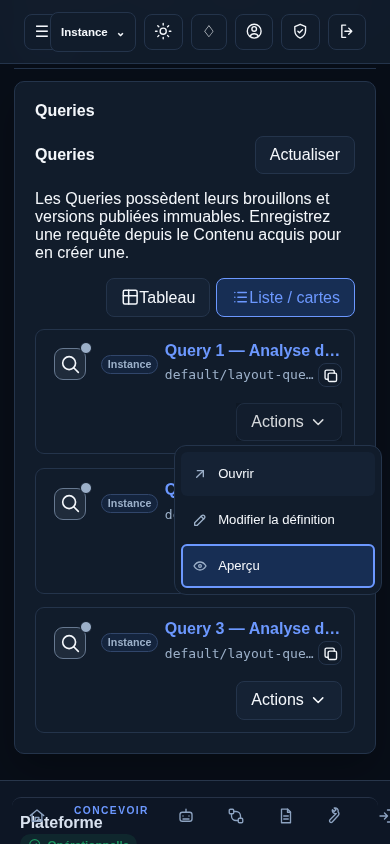 Instance
Queries
Queries
Actualiser
Les Queries possèdent leurs brouillons et
versions publiées immuables. Enregistrez
une requête depuis le Contenu acquis pour
en créer une.
Tableau
Liste / cartes
Query 1 — Analyse d…
Instance
default/layout-que…
Actions
Instance
Ouvrir
Modifier la définition
Aperçu
Query 3 — Analyse d…
Instance
default/layout-que…
Actions
CONCEVOIR
Plateforme
Opérationnelle